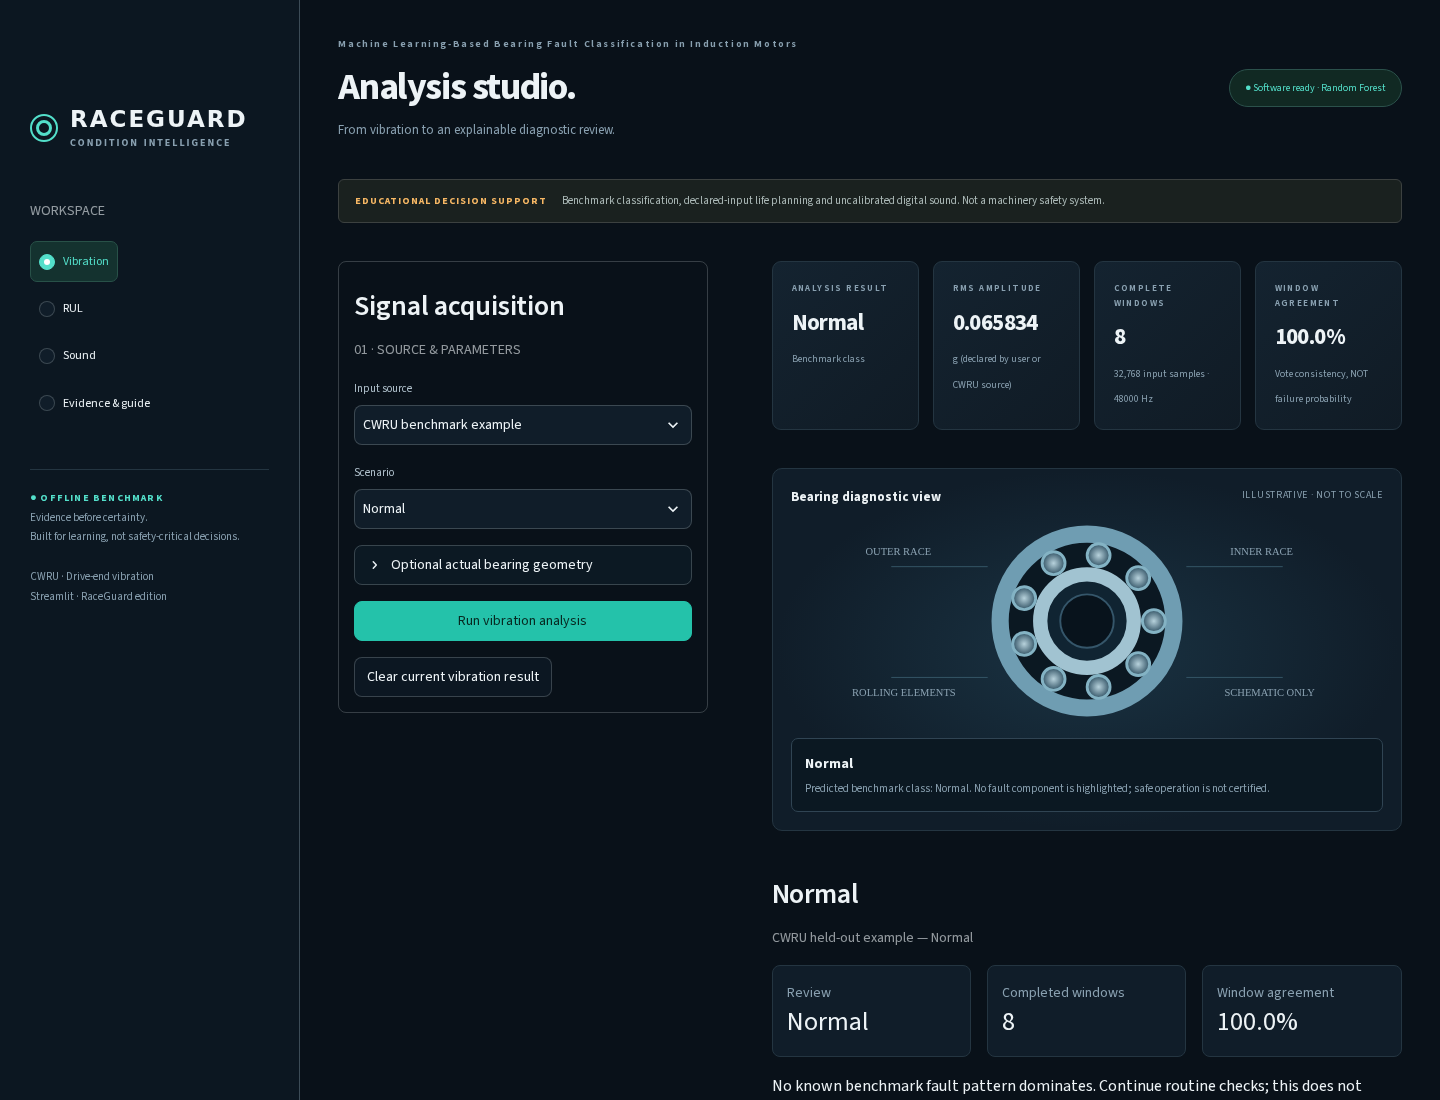 RACEGUARD
CONDITION INTELLIGENCE
WORKSPACE
Vibration
RUL
Sound
Evidence & guide
● OFFLINE BENCHMARK
Evidence before certainty.
Built for learning, not safety-critical decisions.
CWRU · Drive-end vibration
Streamlit · RaceGuard edition
Machine Learning-Based Bearing Fault Classification in Induction Motors
Analysis studio.
● Software ready · Random Forest
From vibration to an explainable diagnostic review.
EDUCATIONAL DECISION SUPPORT Benchmark classification, declared-input life planning and uncalibrated digital sound. Not a machinery safety system.
Signal acquisition
01 · SOURCE & PARAMETERS
Input source
CWRU benchmark example
Scenario
Normal
Optional actual bearing geometry
Run vibration analysis
Clear current vibration result
ANALYSIS RESULT
Normal
Benchmark class
RMS AMPLITUDE
0.065834
g (declared by user or
CWRU source)
COMPLETE
WINDOWS
8
32,768 input samples ·
48000 Hz
WINDOW
AGREEMENT
100.0%
Vote consistency, NOT
failure probability
Bearing diagnostic view
ILLUSTRATIVE · NOT TO SCALE
OUTER RACE
INNER RACE
ROLLING ELEMENTS
SCHEMATIC ONLY
Normal
Predicted benchmark class: Normal. No fault component is highlighted; safe operation is not certified.
Normal
CWRU held-out example — Normal
Review
Normal
Completed windows
8
Window agreement
100.0%
No known benchmark fault pattern dominates. Continue routine checks; this does not